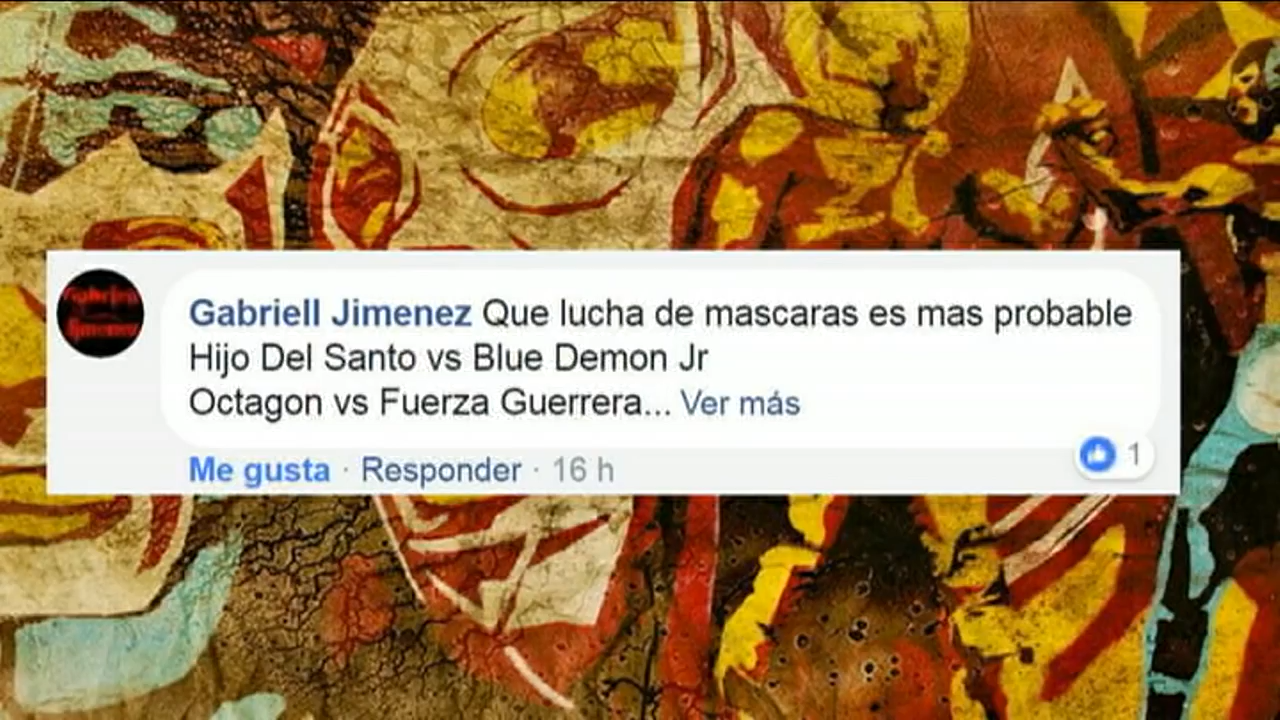 Gabriell Jimenez Que lucha de mascaras es mas probable
Hijo Del Santo vs Blue Demon Jr
Octagon vs Fuerza Guerrera... Ver más
Me gusta · Responder · 16 h
1